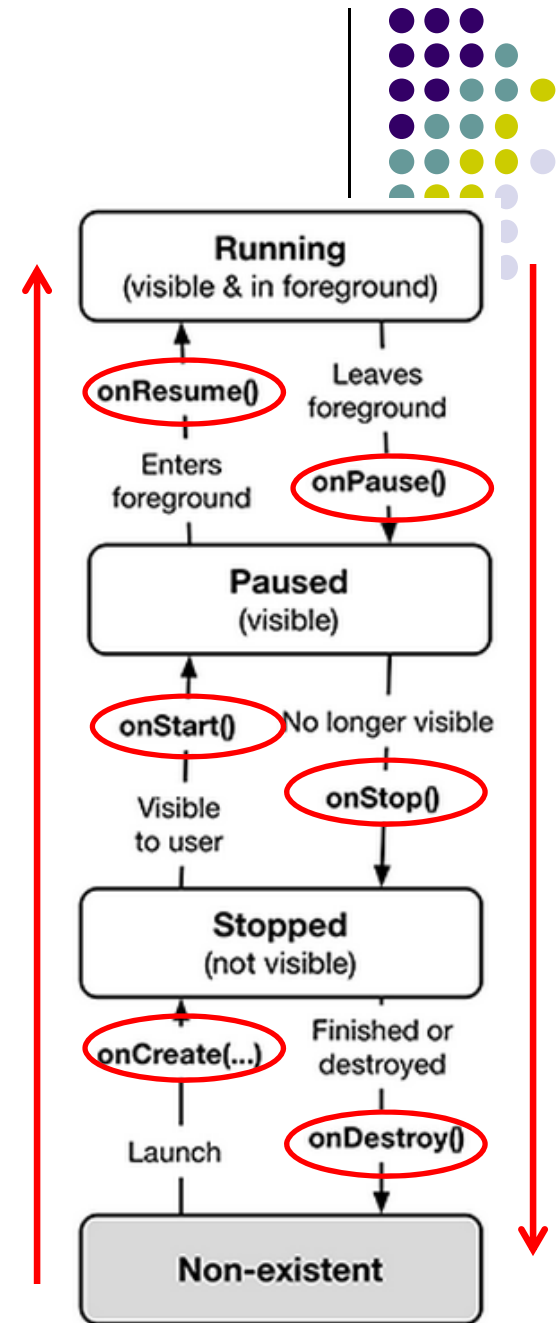 Running
(visible & in foreground)
onResume()
Leaves
foreground
Enters
foreground
onPause()
Paused
(visible)
onStart()
No longer visible
Visible
to user
onStop()
Stopped
(not visible)
onCreate(...)
Finished or
destroyed
Launch
onDestroy()
Non-existent